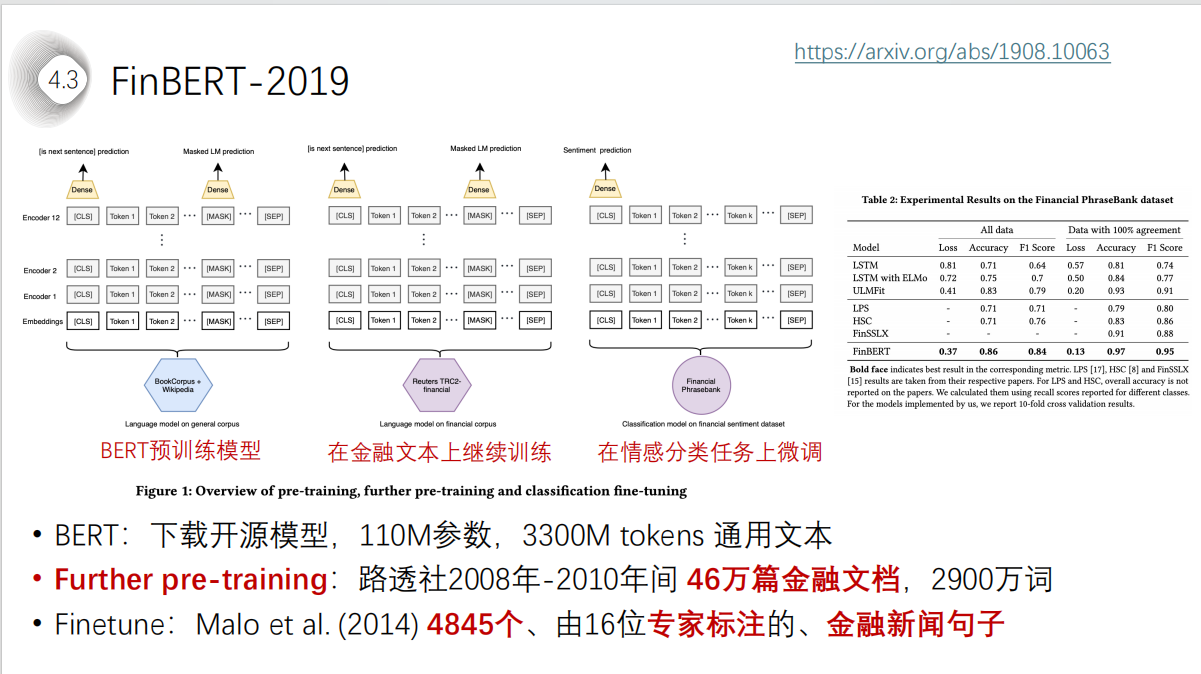 https://arxiv.org/abs/1908.10063
4.3 FinBERT-2019
[is next sentence] prediction Masked LM prediction
Dense Dense
Encoder 12 [CLS] Token 1 Token 2 ··· [MASK] ··· [SEP]
⋮
Encoder 2 [CLS] Token 1 Token 2 ··· [MASK] ··· [SEP]
Encoder 1 [CLS] Token 1 Token 2 ··· [MASK] ··· [SEP]
Embeddings [CLS] Token 1 Token 2 ··· [MASK] ··· [SEP]
BookCorpus +
Wikipedia
Language model on general corpus
BERT预训练模型
[is next sentence] prediction Masked LM prediction
Dense Dense
[CLS] Token 1 Token 2 ··· [MASK] ··· [SEP]
⋮
[CLS] Token 1 Token 2 ··· [MASK] ··· [SEP]
[CLS] Token 1 Token 2 ··· [MASK] ··· [SEP]
[CLS] Token 1 Token 2 ··· [MASK] ··· [SEP]
Reuters TRC2-
financial
Language model on financial corpus
在金融文本上继续训练
Sentiment prediction
Dense
[CLS] Token 1 Token 2 ··· Token k ··· [SEP]
⋮
[CLS] Token 1 Token 2 ··· Token k ··· [SEP]
[CLS] Token 1 Token 2 ··· Token k ··· [SEP]
[CLS] Token 1 Token 2 ··· Token k ··· [SEP]
Financial
Phrasebank
Classification model on financial sentiment dataset
在情感分类任务上微调
Figure 1: Overview of pre-training, further pre-training and classification fine-tuning
Table 2: Experimental Results on the Financial PhraseBank dataset
All data Data with 100% agreement
Model Loss Accuracy F1 Score Loss Accuracy F1 Score
LSTM 0.81 0.71 0.64 0.57 0.81 0.74
LSTM with ELMo 0.72 0.75 0.7 0.50 0.84 0.77
ULMFit 0.41 0.83 0.79 0.20 0.93 0.91
LPS - 0.71 0.71 - 0.79 0.80
HSC - 0.71 0.76 - 0.83 0.86
FinSSLX - - - - 0.91 0.88
FinBERT 0.37 0.86 0.84 0.13 0.97 0.95
Bold face indicates best result in the corresponding metric. LPS [17], HSC [8] and FinSSLX
[15] results are taken from their respective papers. For LPS and HSC, overall accuracy is not
reported on the papers. We calculated them using recall scores reported for different classes.
For the models implemented by us, we report 10-fold cross validation results.
• BERT：下载开源模型，110M参数，3300M tokens 通用文本
• Further pre-training：路透社2008年-2010年间 46万篇金融文档，2900万词
• Finetune：Malo et al. (2014) 4845个、由16位专家标注的、金融新闻句子